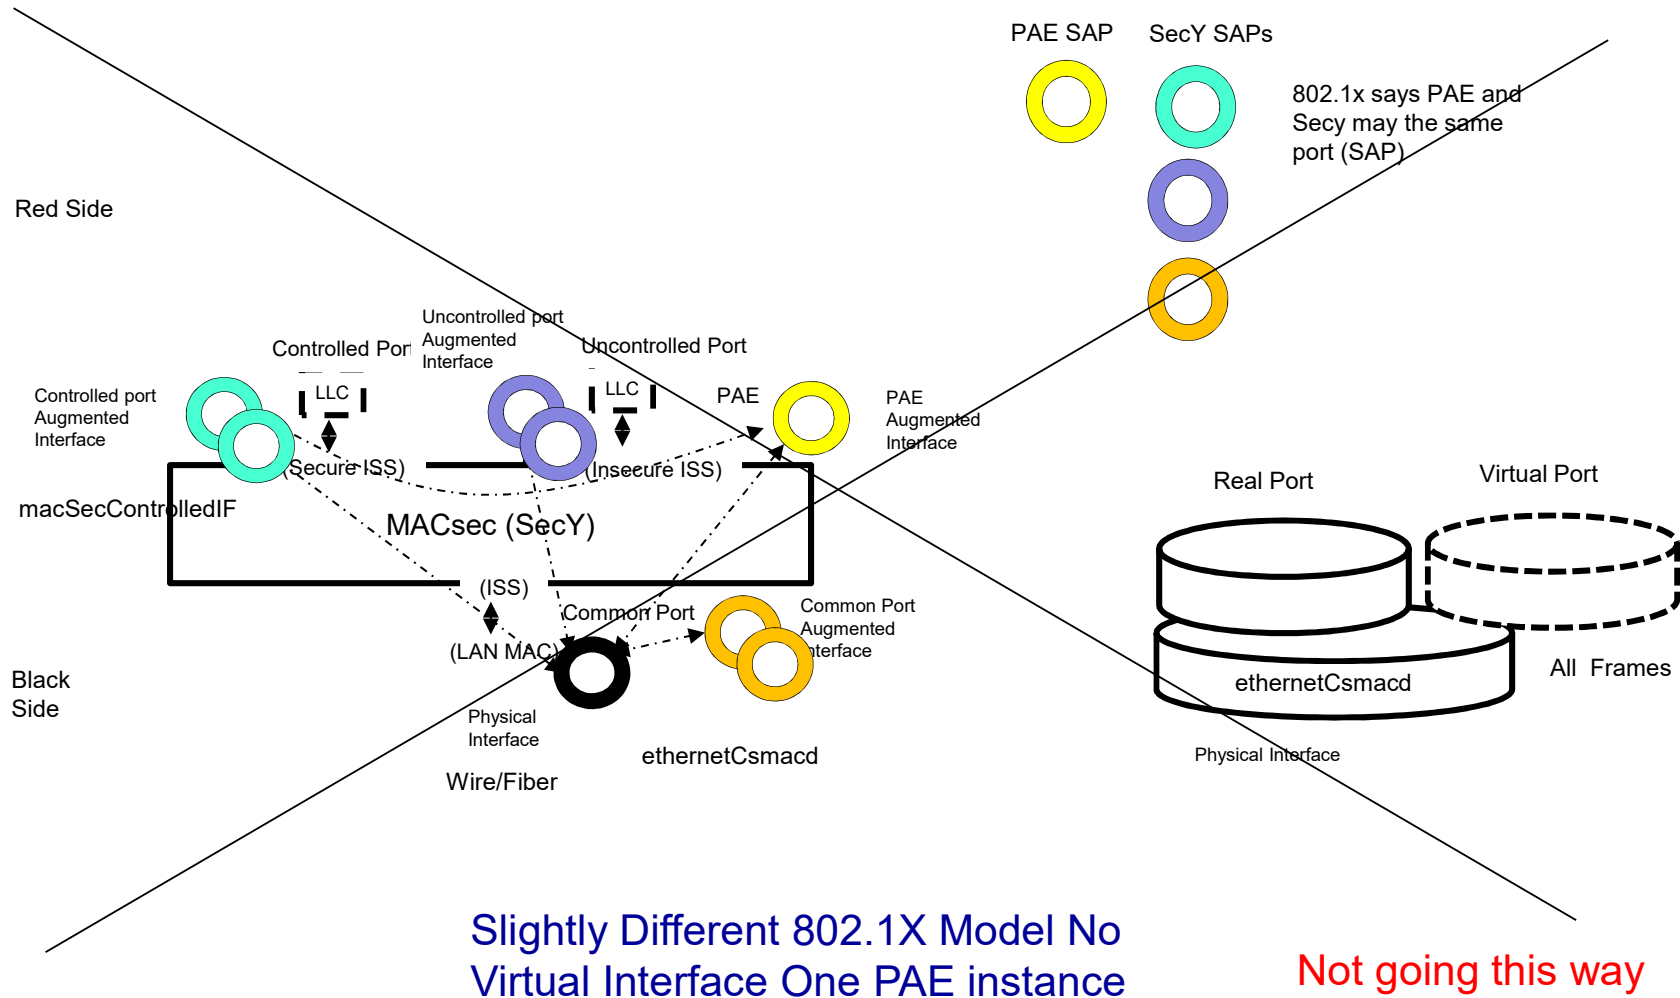 PAE SAP
SecY SAPs
802.1x says PAE and
Secy may the same
port (SAP)
Red Side
Uncontrolled port
Augmented
Interface
Controlled Port
Uncontrolled Port
LLC
LLC
PAE
Controlled port
Augmented
Interface
PAE
Augmented
Interface
(Secure ISS)
(Insecure ISS)
macSecControlledIF
MACsec (SecY)
Real Port
Virtual Port
(ISS)
Common Port
(LAN MAC)
Common Port
Augmented
Interface
Black
Side
ethernetCsmacd
All Frames
Physical
Interface
ethernetCsmacd
Physical Interface
Wire/Fiber
Slightly Different 802.1X Model No
Virtual Interface One PAE instance
Not going this way